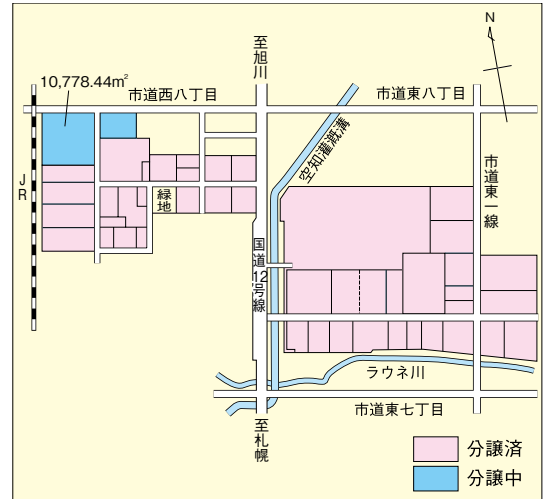 N
至旭川
10,778.44㎡
市道西八丁目
市道東八丁目
空知灌漑溝
JR
市道東一線
緑地
国道12号線
ラウネ川
市道東七丁目
至札幌
分譲済
分譲中